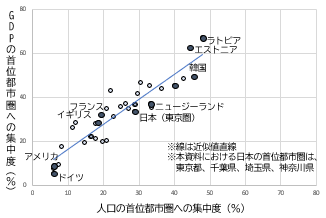 GDPの首位都市圏への集中度（%）
80
60
40
20
0
0 10 20 30 40 50 60 70 80
ラトビア
エストニア
韓国
フランス
イギリス
ニュージーランド
日本（東京圏）
アメリカ
ドイツ
※線は近似値直線
※本資料における日本の首位都市圏は、
東京都、千葉県、埼玉県、神奈川県
人口の首位都市圏への集中度（%）